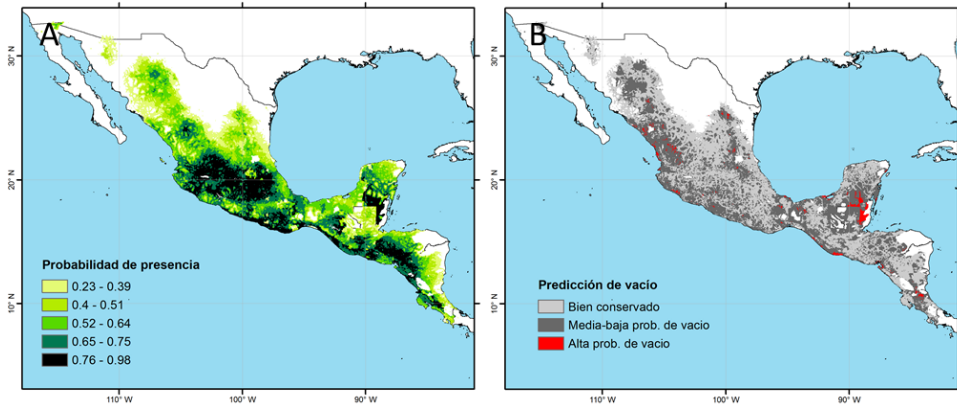 A
30° N
20° N
10° N
Probabilidad de presencia
0.23 - 0.39
0.4 - 0.51
0.52 - 0.64
0.65 - 0.75
0.76 - 0.98
110° W
100° W
90° W
B
30° N
20° N
10° N
Predicción de vacío
Bien conservado
Media-baja prob. de vacio
Alta prob. de vacio
110° W
100° W
90° W